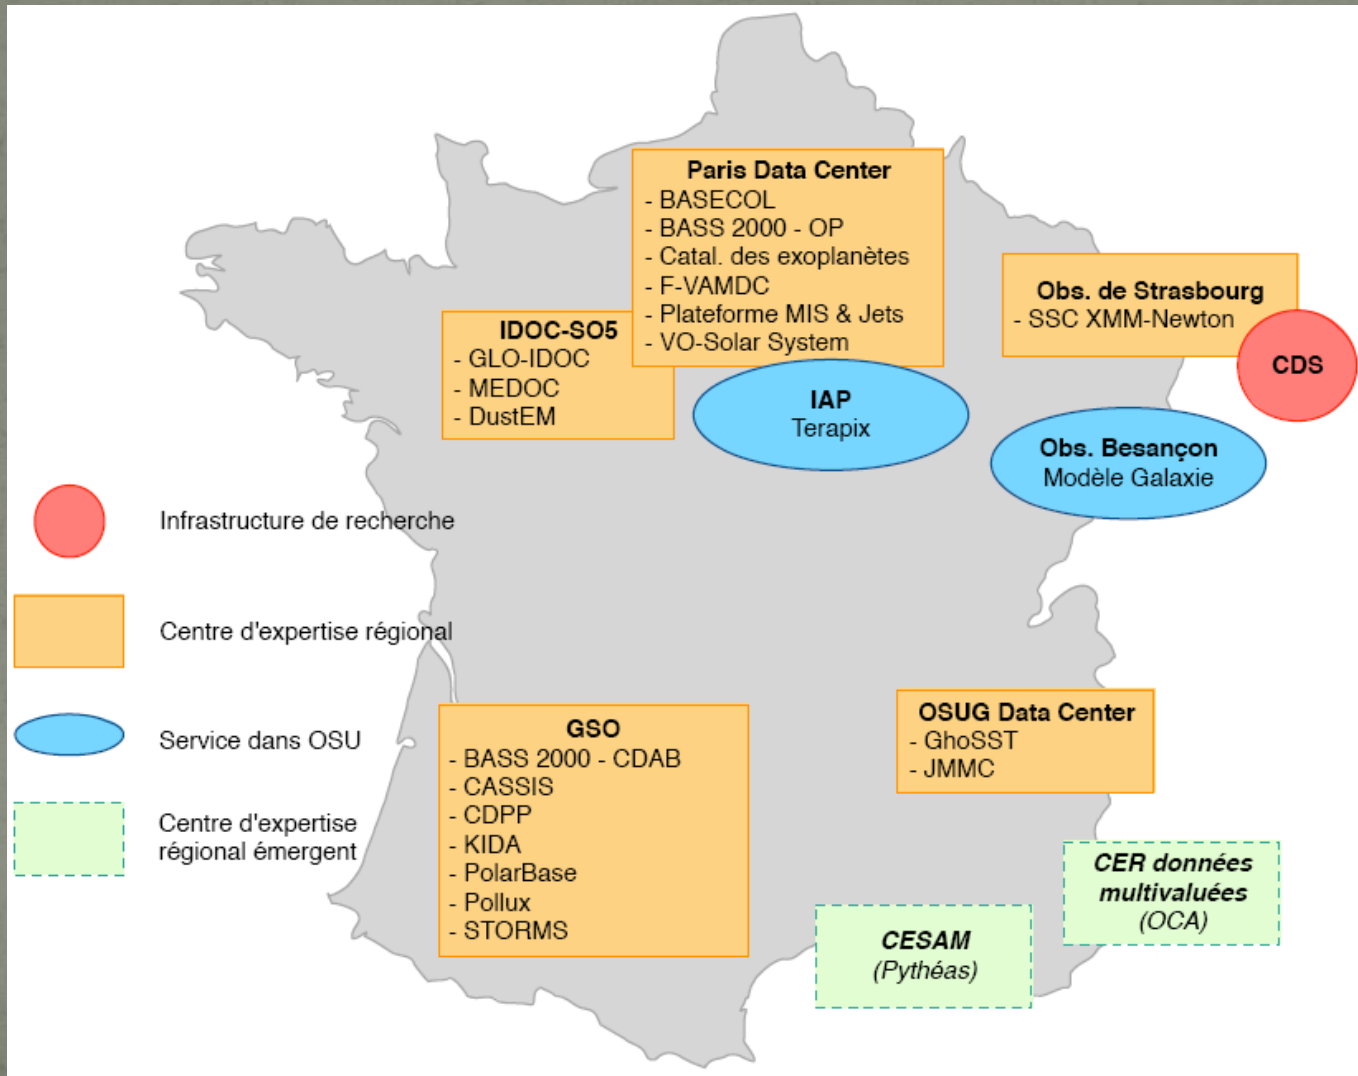 Paris Data Center
- BASECOL
- BASS 2000 - OP
- Catal. des exoplanètes
- F-VAMDC
- Plateforme MIS & Jets
- VO-Solar System
Obs. de Strasbourg
- SSC XMM-Newton
CDS
IDOC-SO5
- GLO-IDOC
- MEDOC
- DustEM
IAP
Terapix
Obs. Besançon
Modèle Galaxie
Infrastructure de recherche
Centre d'expertise régional
Service dans OSU
Centre d'expertise
régional émergent
GSO
- BASS 2000 - CDAB
- CASSIS
- CDPP
- KIDA
- PolarBase
- Pollux
- STORMS
OSUG Data Center
- GhoSST
- JMMC
CER données
multivaluées
(OCA)
CESAM
(Pythéas)